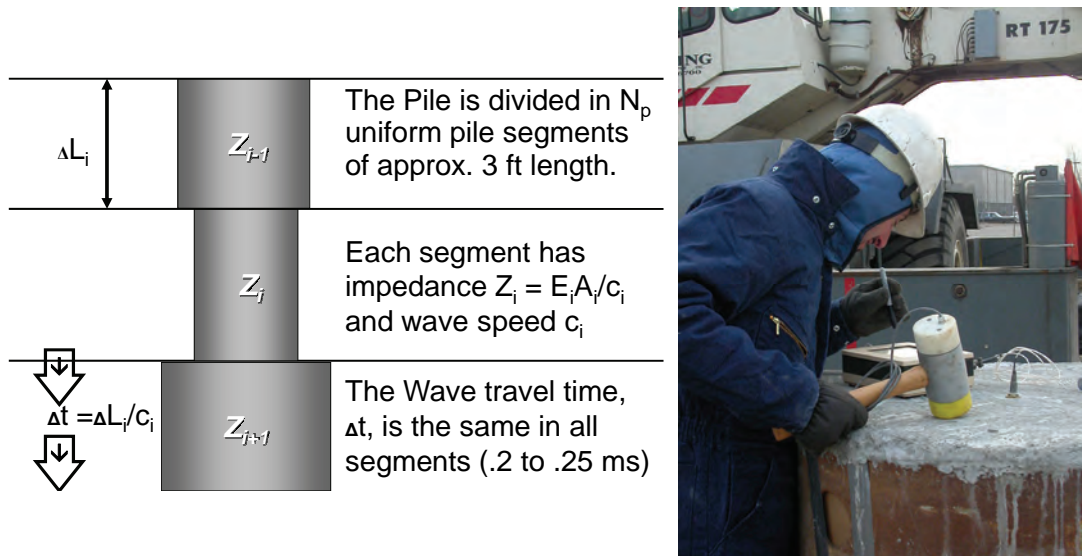 ΔLᵢ
Zᵢ₋₁
The Pile is divided in Nₚ
uniform pile segments
of approx. 3 ft length.
Zᵢ
Each segment has
impedance Zᵢ = EᵢAᵢ/cᵢ
and wave speed cᵢ
Δt =ΔLᵢ/cᵢ
Zᵢ₊₁
The Wave travel time,
Δt, is the same in all
segments (.2 to .25 ms)
RT 175
NG